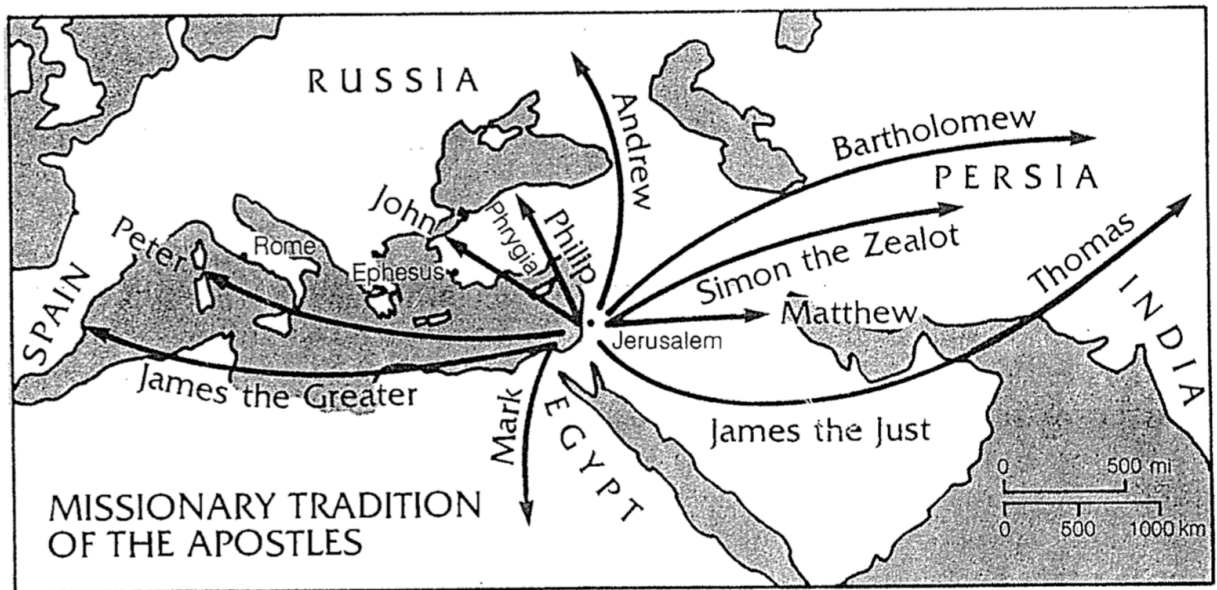 RUSSIA
Andrew
Bartholomew
PERSIA
John
Phrygia
Philip
Peter
Rome
Ephesus
Simon the Zealot
Thomas
INDIA
SPAIN
Matthew
Jerusalem
James the Greater
Mark
EGYPT
James the Just
0 500 mi
0 500 1000 km
MISSIONARY TRADITION
OF THE APOSTLES